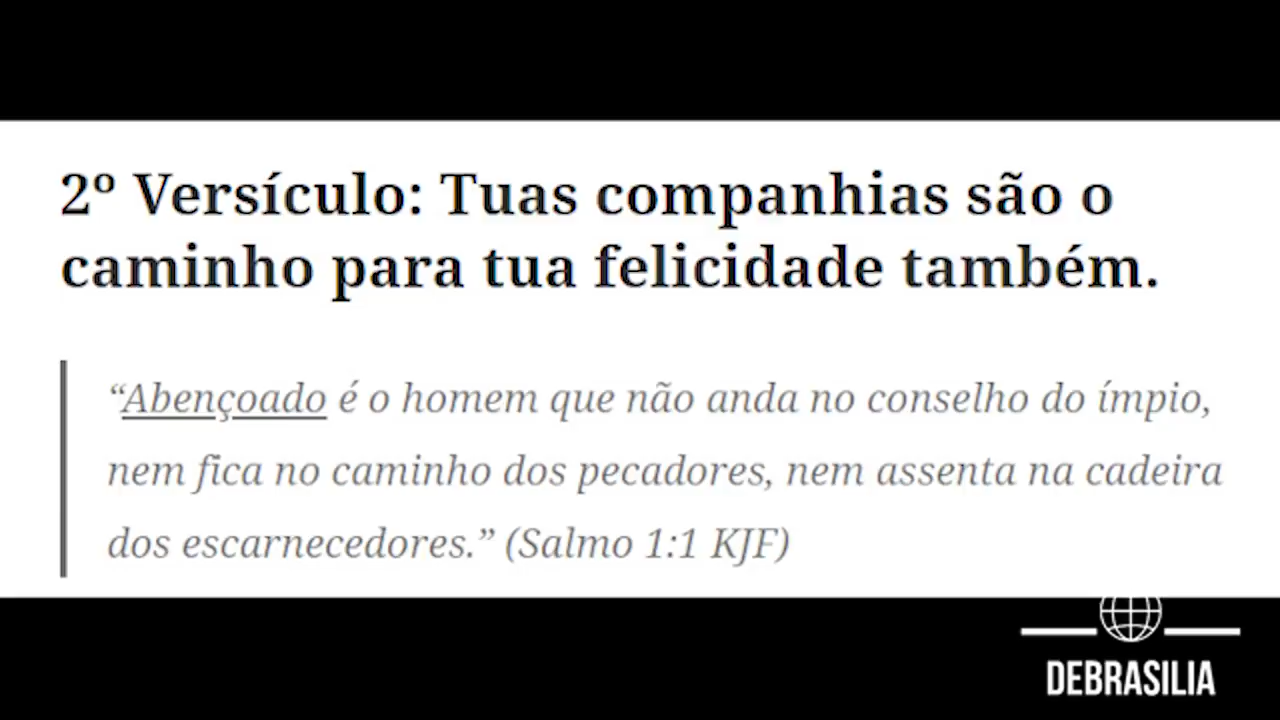 2º Versículo: Tuas companhias são o
caminho para tua felicidade também.
“Abençoado é o homem que não anda no conselho do ímpio,
nem fica no caminho dos pecadores, nem assenta na cadeira
dos escarnecedores.” (Salmo 1:1 KJF)
DEBRASILIA